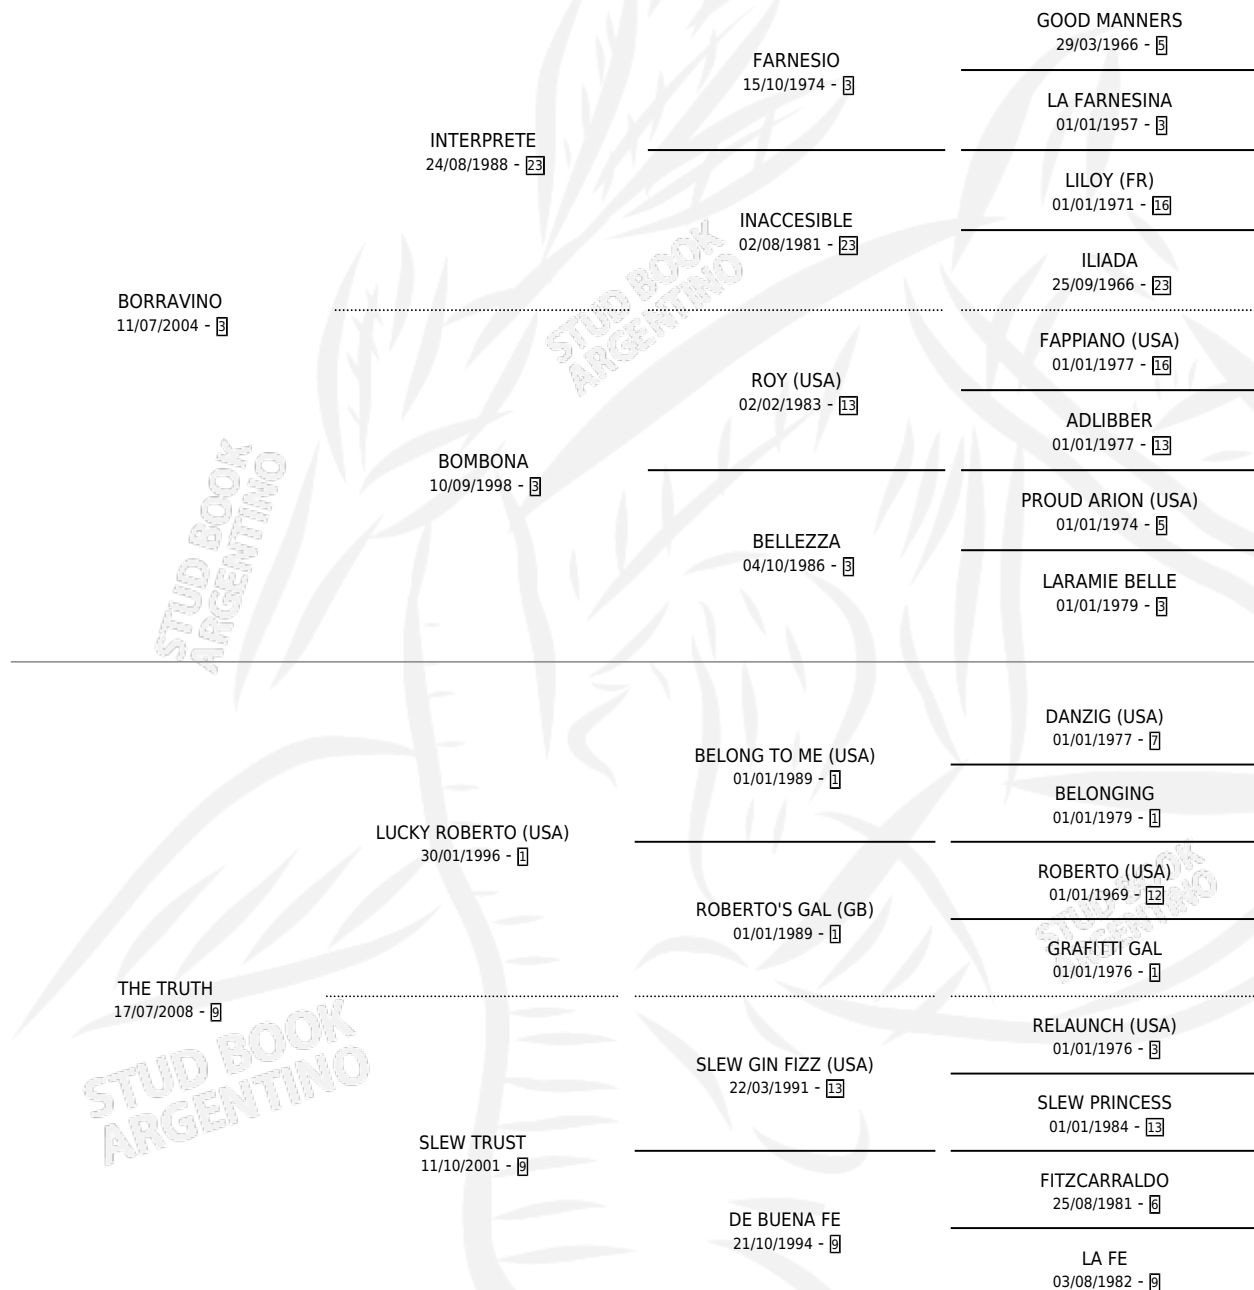 GOOD MANNERS
29/03/1966 - 5
FARNESIO
15/10/1974 - 3
LA FARNESINA
01/01/1957 - 3
INTERPRETE
24/08/1988 - 23
LILOY (FR)
01/01/1971 - 16
INACCESIBLE
02/08/1981 - 23
ILIADA
25/09/1966 - 23
BORRAVINO
11/07/2004 - 3
FAPPIANO (USA)
01/01/1977 - 16
ROY (USA)
02/02/1983 - 13
ADLIBBER
01/01/1977 - 13
BOMBONA
10/09/1998 - 3
PROUD ARION (USA)
01/01/1974 - 5
BELLEZZA
04/10/1986 - 3
LARAMIE BELLE
01/01/1979 - 3
DANZIG (USA)
01/01/1977 - 7
BELONG TO ME (USA)
01/01/1989 - 1
BELONGING
01/01/1979 - 1
LUCKY ROBERTO (USA)
30/01/1996 - 1
ROBERTO (USA)
01/01/1969 - 12
ROBERTO'S GAL (GB)
01/01/1989 - 1
GRAFITTI GAL
01/01/1976 - 1
THE TRUTH
17/07/2008 - 9
RELAUNCH (USA)
01/01/1976 - 3
SLEW GIN FIZZ (USA)
22/03/1991 - 13
SLEW PRINCESS
01/01/1984 - 13
SLEW TRUST
11/10/2001 - 9
FITZCARRALDO
25/08/1981 - 6
DE BUENA FE
21/10/1994 - 9
LA FE
03/08/1982 - 9
STUD BOOK
ARGENTINO
STUD BOOK
ARGENTINO
STUD BOOK
ARGENTINO
STUD BOOK
ARGENTINO